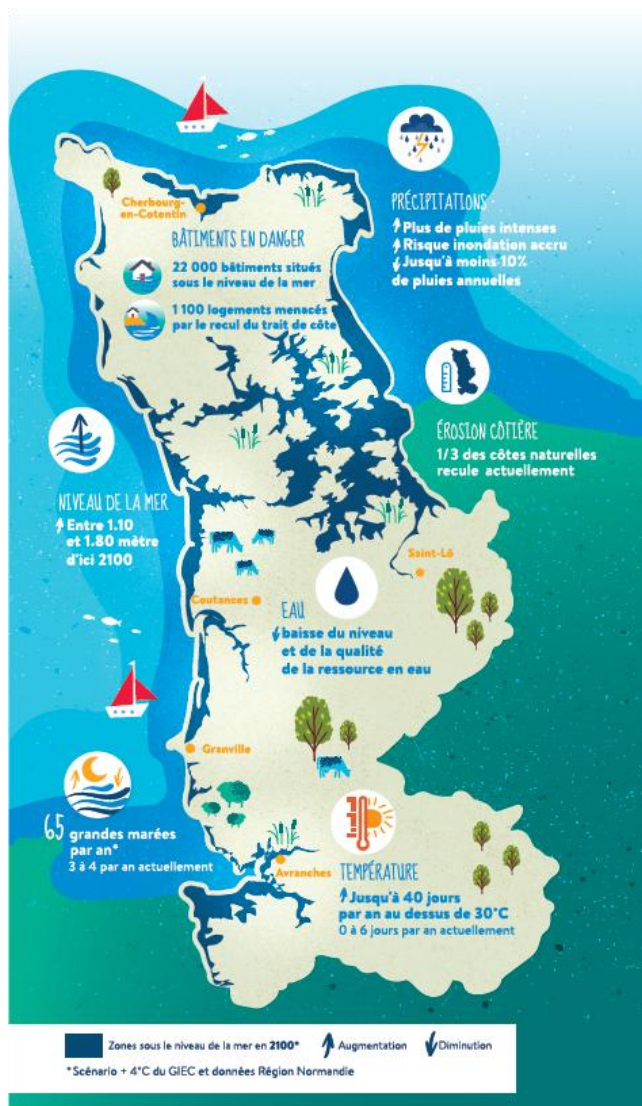 Cherbourg-
en-Cotentin
BÂTIMENTS EN DANGER
22 000 bâtiments situés
sous le niveau de la mer
1 100 logements menacés
par le recul du trait de côte
PRÉCIPITATIONS
Plus de pluies intenses
Risque inondation accru
Jusqu'à moins 10%
de pluies annuelles
ÉROSION CÔTIÈRE
1/3 des côtes naturelles
recule actuellement
NIVEAU DE LA MER
Entre 1.10
et 1.80 mètre
d'ici 2100
Saint-Lô
Coutances
EAU
baisse du niveau
et de la qualité
de la ressource en eau
Granville
65 grandes marées
par an*
3 à 4 par an actuellement
Avranches
TEMPÉRATURE
Jusqu'à 40 jours
par an au dessus de 30°C
0 à 6 jours par an actuellement
Zones sous le niveau de la mer en 2100*
Augmentation
Diminution
*Scénario + 4°C du GIEC et données Région Normandie